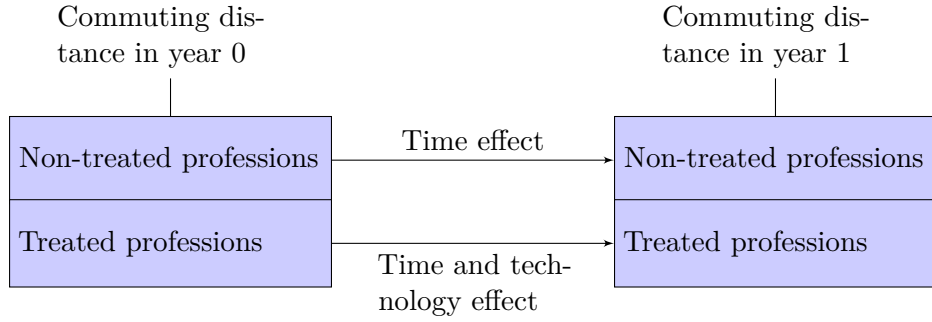 Commuting dis-
tance in year 0
Commuting dis-
tance in year 1
Non-treated professions
Time effect
Non-treated professions
Treated professions
Treated professions
Time and tech-
nology effect